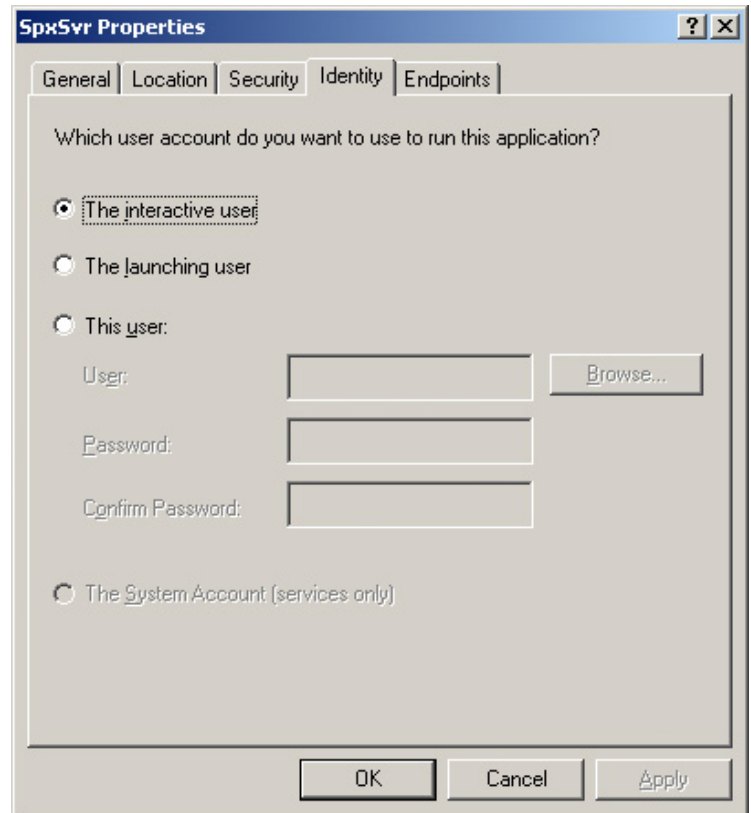 SpxSvr Properties
General Location Security Identity Endpoints
Which user account do you want to use to run this application?
The interactive user
The launching user
This user:
User: Browse...
Password:
Confirm Password:
The System Account (services only)
OK Cancel Apply